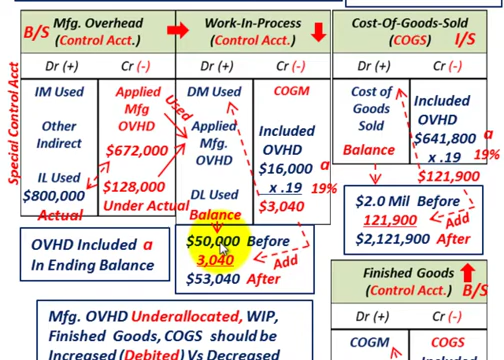 B/S
Mfg. Overhead
(Control Acct.)
Work-In-Process
(Control Acct.)
Cost-Of-Goods-Sold
(COGS) I/S
Dr (+) Cr (-)
Dr (+) Cr (-)
Dr (+) Cr (-)
Special Control Acct
IM Used
Other
Indirect
IL Used
$800,000
Actual
Applied
Mfg
OVHD
$672,000
$128,000
Under Actual
Used
DM Used
Applied
Mfg.
OVHD
DL Used
Balance
COGM
Included
OVHD
$16,000 a
x .19 19%
$3,040
Cost of
Goods
Sold
Balance
Included
OVHD
$641,800 a
x .19 19%
$121,900
$50,000 Before
3,040 Add
$53,040 After
$2.0 Mil Before
121,900 Add
$2,121,900 After
OVHD Included a
In Ending Balance
Finished Goods
(Control Acct.) B/S
Dr (+) Cr (-)
COGM COGS
Included
Mfg. OVHD Underallocated, WIP,
Finished Goods, COGS should be
Increased (Debited) Vs Decreased